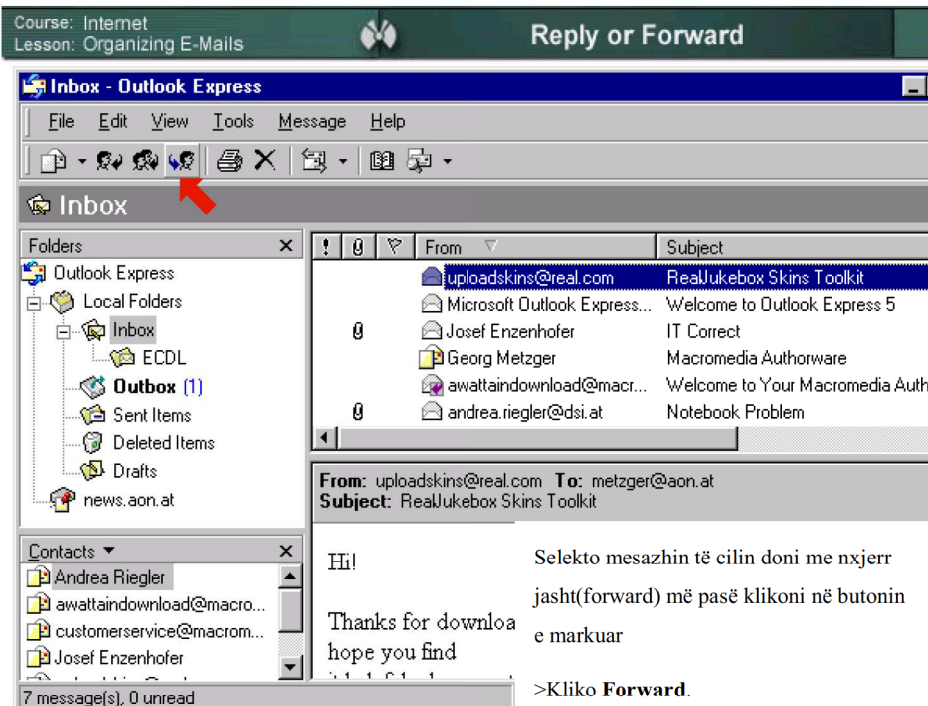 Course: Internet
Lesson: Organizing E-Mails
Reply or Forward
Inbox - Outlook Express
File Edit View Tools Message Help
Inbox
Folders
Outlook Express
Local Folders
Inbox
ECDL
Outbox (1)
Sent Items
Deleted Items
Drafts
news.aon.at
! From Subject
uploadskins@real.com RealJukebox Skins Toolkit
Microsoft Outlook Express... Welcome to Outlook Express 5
Josef Enzenhofer IT Correct
Georg Metzger Macromedia Authorware
awattaindownload@macr... Welcome to Your Macromedia Auth
andrea.riegler@dsi.at Notebook Problem
From: uploadskins@real.com To: metzger@aon.at
Subject: RealJukebox Skins Toolkit
Contacts
Andrea Riegler
awattaindownload@macro...
customerservice@macrom...
Josef Enzenhofer
7 message(s), 0 unread
Hi!
Thanks for downloa
hope you find
Selekto mesazhin të cilin doni me nxjerr
jasht(forward) më pasë klikoni në butonin
e markuar
>Kliko Forward.